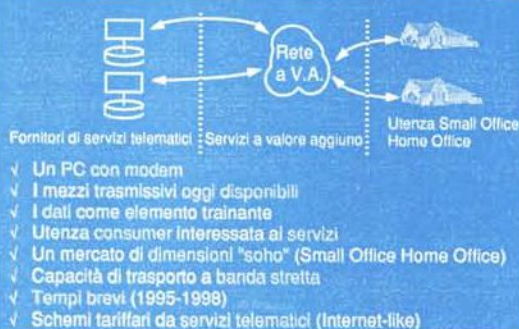 Rete
a V.A.
Fornitori di servizi telematici
Servizi a valore aggiuno
Utenza Small Office
Home Office
√ Un PC con modem
√ I mezzi trasmissivi oggi disponibili
√ I dati come elemento trainante
√ Utenza consumer interessata ai servizi
√ Un mercato di dimensioni "soho" (Small Office Home Office)
√ Capacità di trasporto a banda stretta
√ Tempi brevi (1995-1998)
√ Schemi tariffari da servizi telematici (Internet-like)